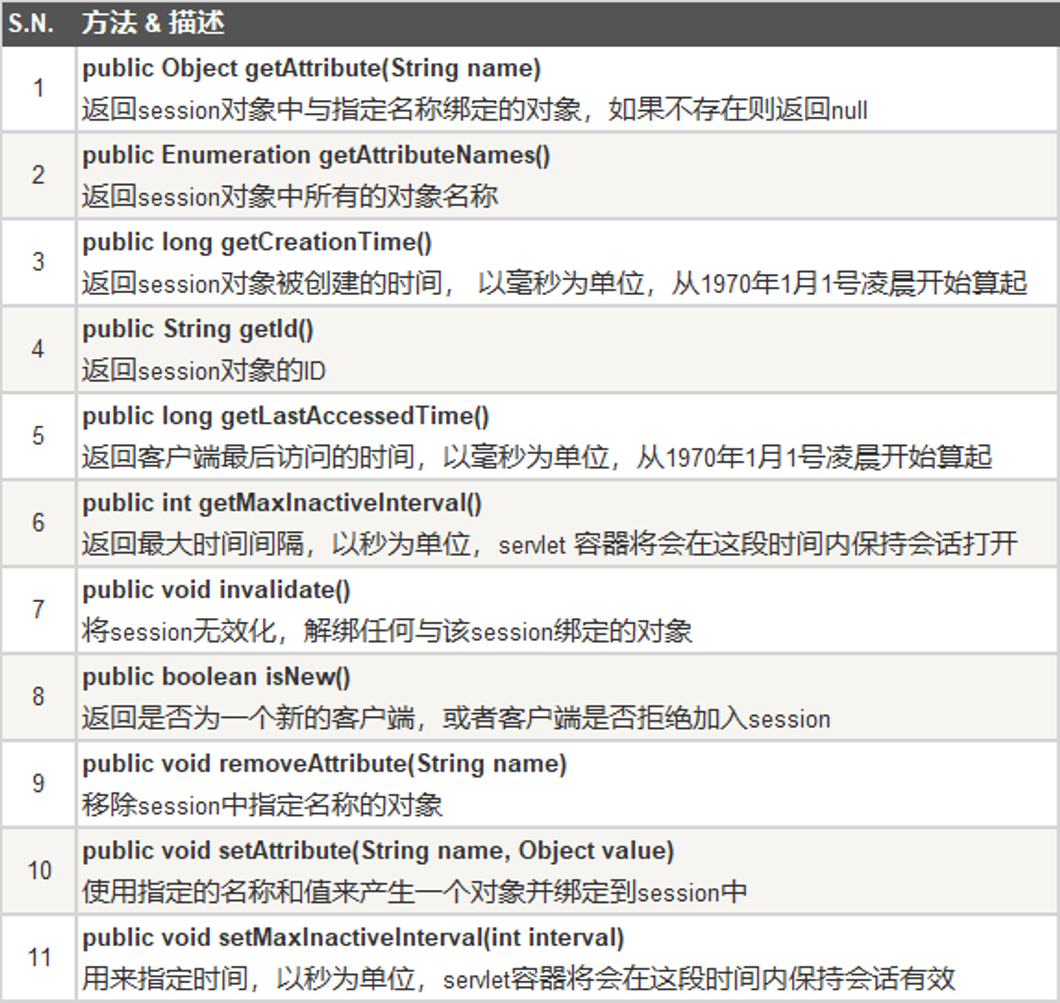 S.N. 方法 & 描述
1
public Object getAttribute(String name)
返回session对象中与指定名称绑定的对象，如果不存在则返回null
2
public Enumeration getAttributeNames()
返回session对象中所有的对象名称
3
public long getCreationTime()
返回session对象被创建的时间， 以毫秒为单位，从1970年1月1号凌晨开始算起
4
public String getId()
返回session对象的ID
5
public long getLastAccessedTime()
返回客户端最后访问的时间，以毫秒为单位，从1970年1月1号凌晨开始算起
6
public int getMaxInactiveInterval()
返回最大时间间隔，以秒为单位，servlet 容器将会在这段时间内保持会话打开
7
public void invalidate()
将session无效化，解绑任何与该session绑定的对象
8
public boolean isNew()
返回是否为一个新的客户端，或者客户端是否拒绝加入session
9
public void removeAttribute(String name)
移除session中指定名称的对象
10
public void setAttribute(String name, Object value)
使用指定的名称和值来产生一个对象并绑定到session中
11
public void setMaxInactiveInterval(int interval)
用来指定时间，以秒为单位，servlet容器将会在这段时间内保持会话有效